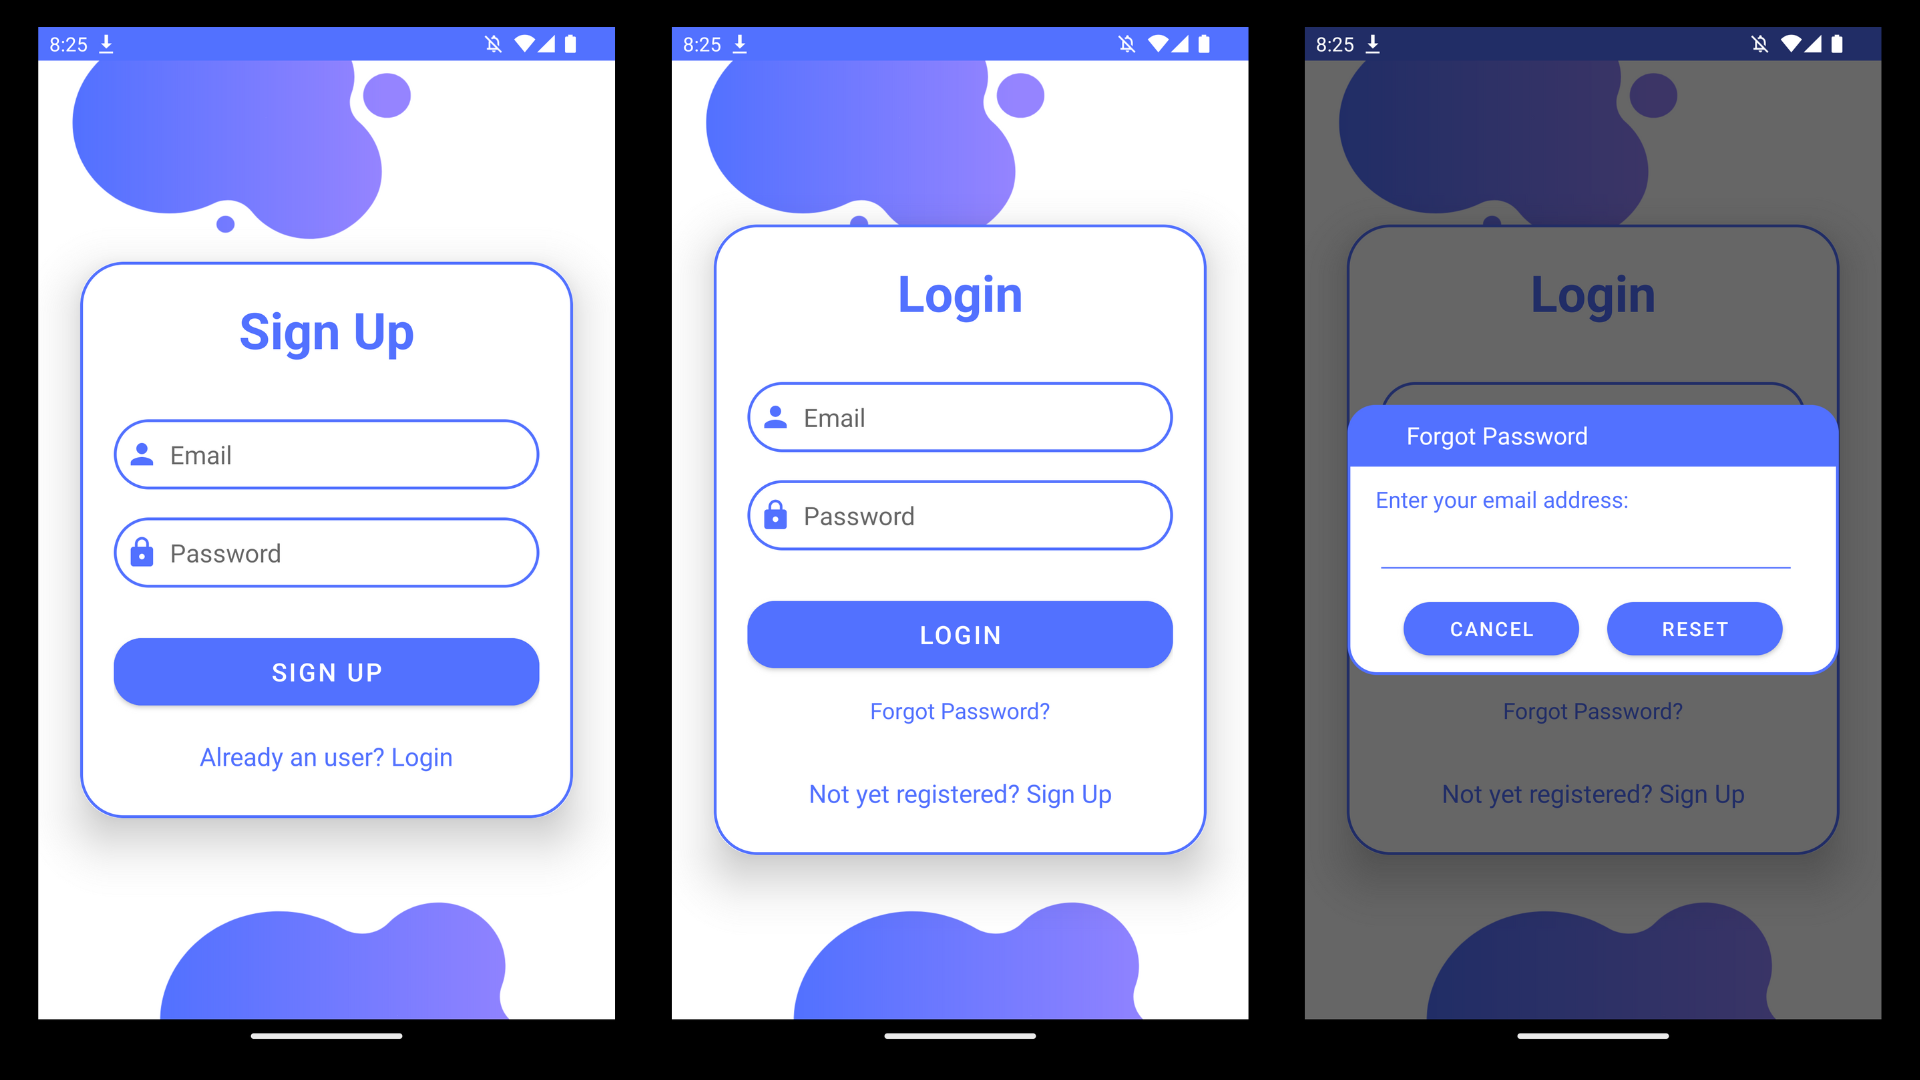 8:25
Sign Up
Email
Password
SIGN UP
Already an user? Login
8:25
Login
Email
Password
LOGIN
Forgot Password?
Not yet registered? Sign Up
8:25
Login
Forgot Password
Enter your email address:
CANCEL RESET
Forgot Password?
Not yet registered? Sign Up